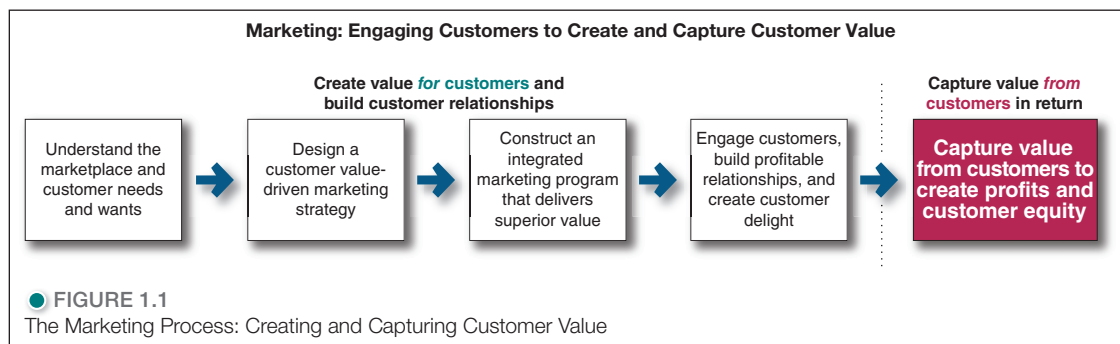 Marketing: Engaging Customers to Create and Capture Customer Value
Create value for customers and
build customer relationships
Capture value from
customers in return
Understand the
marketplace and
customer needs
and wants
Design a
customer value-
driven marketing
strategy
Construct an
integrated
marketing program
that delivers
superior value
Engage customers,
build profitable
relationships, and
create customer
delight
Capture value
from customers to
create profits and
customer equity
FIGURE 1.1
The Marketing Process: Creating and Capturing Customer Value